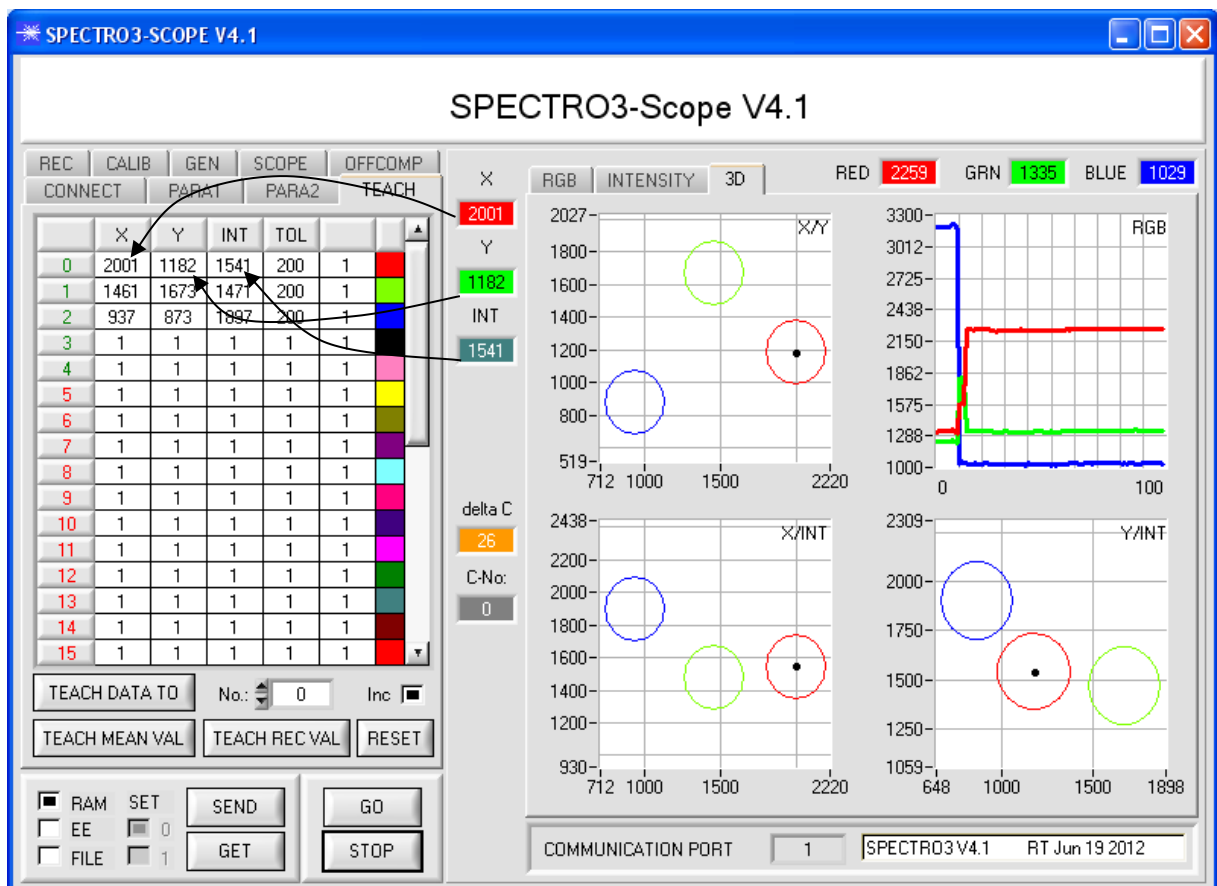 SPECTRO3-SCOPE V4.1
SPECTRO3-Scope V4.1
REC CALIB GEN SCOPE OFFCOMP
CONNECT PARA1 PARA2 TEACH
X Y INT TOL
0 2001 1182 1541 200 1
1 1461 1673 1471 200 1
2 937 873 1897 200 1
3 1 1 1 1 1
4 1 1 1 1 1
5 1 1 1 1 1
6 1 1 1 1 1
7 1 1 1 1 1
8 1 1 1 1 1
9 1 1 1 1 1
10 1 1 1 1 1
11 1 1 1 1 1
12 1 1 1 1 1
13 1 1 1 1 1
14 1 1 1 1 1
15 1 1 1 1 1
TEACH DATA TO No.: 0 Inc
TEACH MEAN VAL TEACH REC VAL RESET
RAM SET
EE 0
FILE 1
SEND
GET
GO
STOP
X
2001
Y
1182
INT
1541
delta C
26
C-No:
0
RGB INTENSITY 3D
RED 2259 GRN 1335 BLUE 1029
X/Y
2027
1800
1600
1400
1200
1000
800
519
712 1000 1500 2220
RGB
3300
3012
2725
2438
2150
1862
1575
1288
1000
0 100
X/INT
2438
2200
2000
1800
1600
1400
1200
930
712 1000 1500 2220
Y/INT
2309
2000
1750
1500
1250
1059
648 1000 1500 1898
COMMUNICATION PORT 1 SPECTRO3 V4.1 RT Jun 19 2012